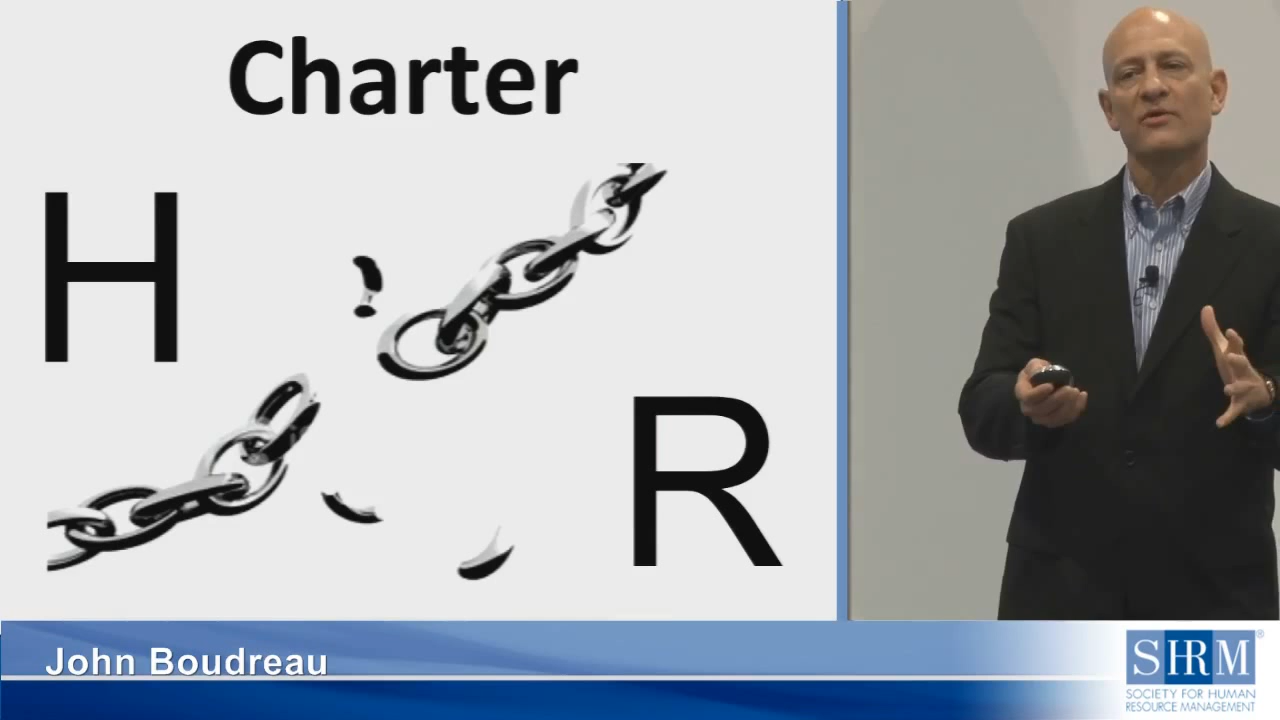 Charter
H
R
John Boudreau
SHRM®
SOCIETY FOR HUMAN
RESOURCE MANAGEMENT